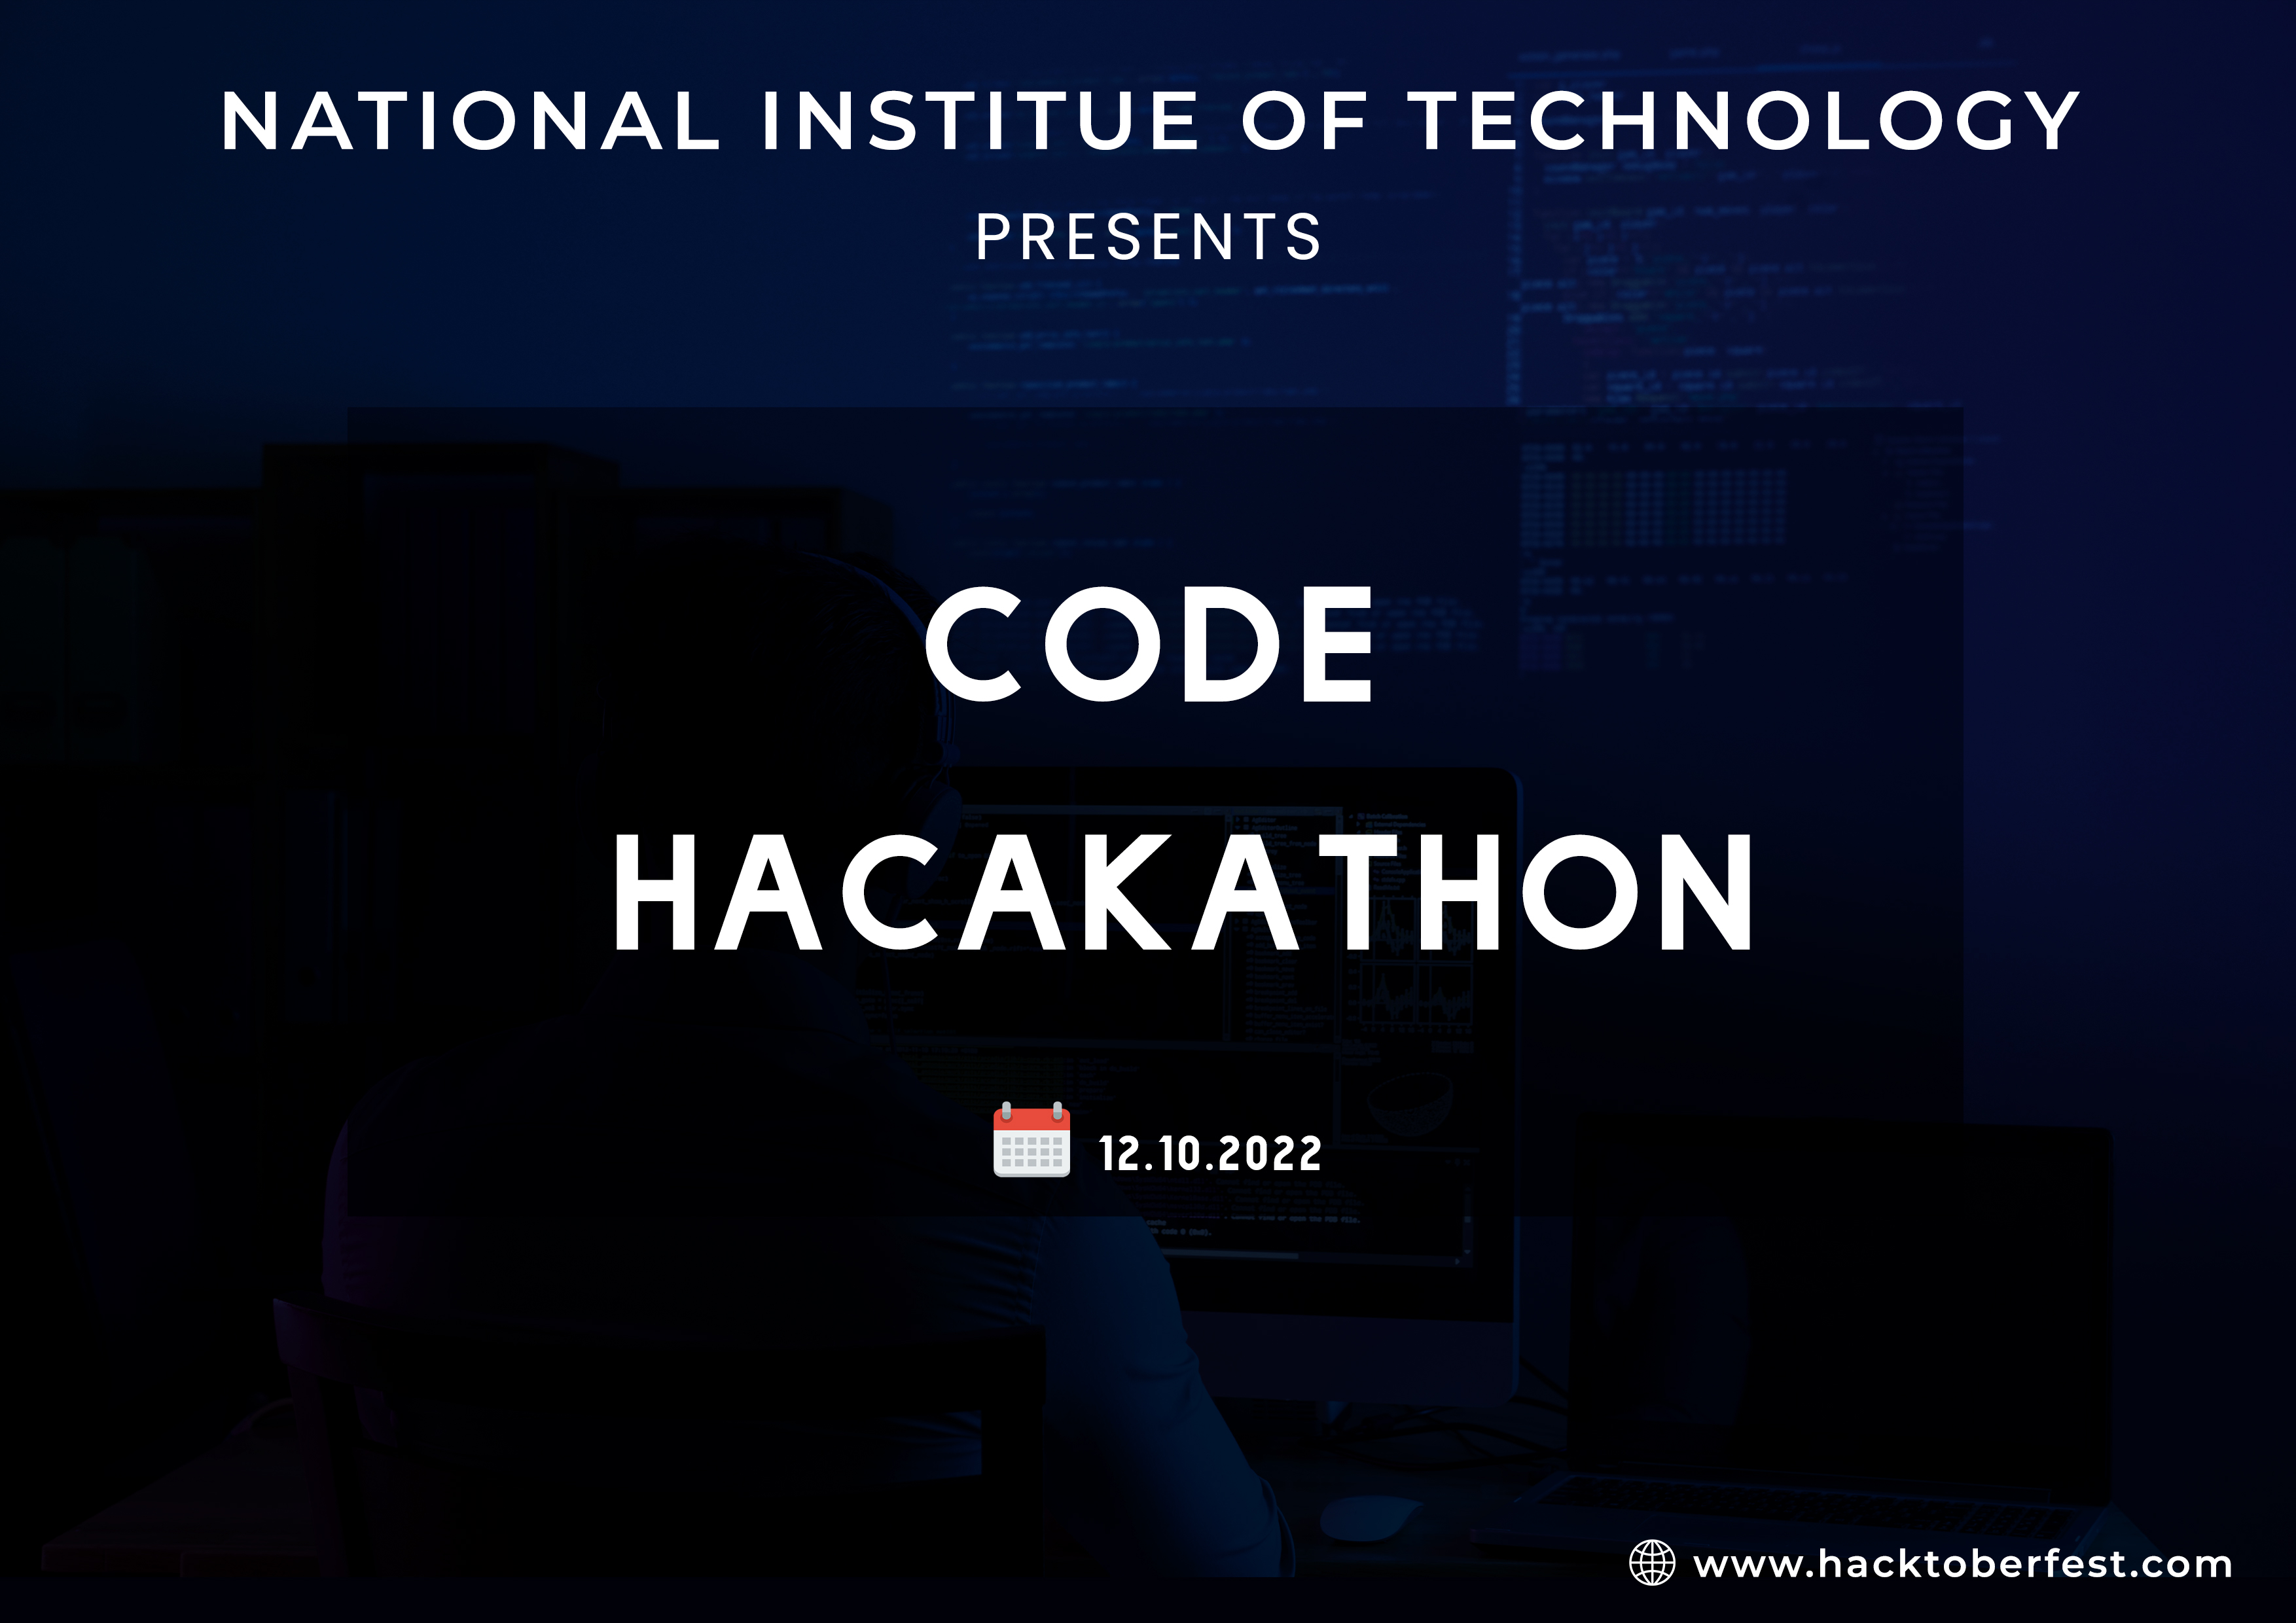 NATIONAL INSTITUE OF TECHNOLOGY
PRESENTS
CODE
HACAKATHON
12.10.2022
www.hacktoberfest.com